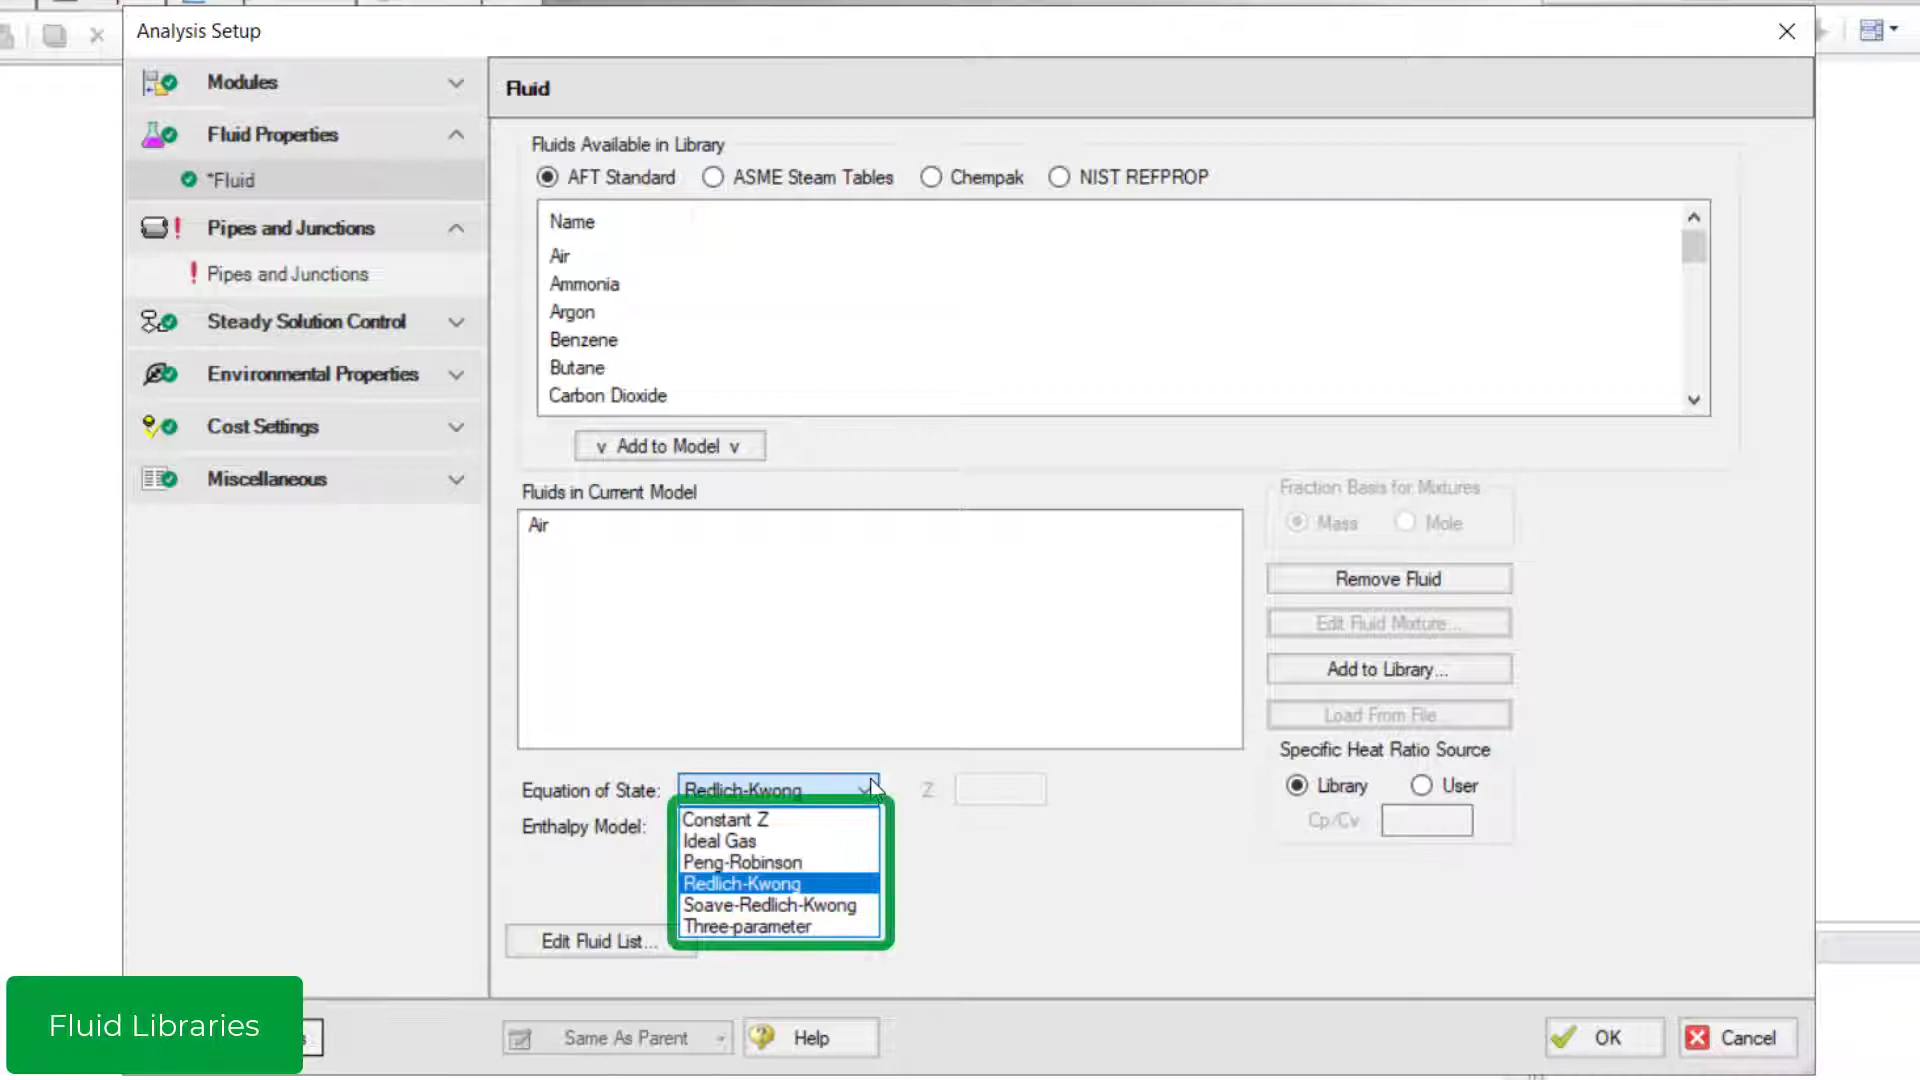 Analysis Setup
Modules
Fluid Properties
*Fluid
Pipes and Junctions
Pipes and Junctions
Steady Solution Control
Environmental Properties
Cost Settings
Miscellaneous
Fluid
Fluids Available in Library
AFT Standard
ASME Steam Tables
Chempak
NIST REFPROP
Name
Air
Ammonia
Argon
Benzene
Butane
Carbon Dioxide
v Add to Model v
Fluids in Current Model
Air
Fraction Basis for Mixtures
Mass
Mole
Remove Fluid
Edit Fluid Mixture...
Add to Library...
Load From File...
Specific Heat Ratio Source
Library
User
Cp/Cv
Equation of State:
Redlich-Kwong
Z
Enthalpy Model:
Constant Z
Ideal Gas
Peng-Robinson
Redlich-Kwong
Soave-Redlich-Kwong
Three-parameter
Edit Fluid List...
Fluid Libraries
Same As Parent
Help
OK
Cancel